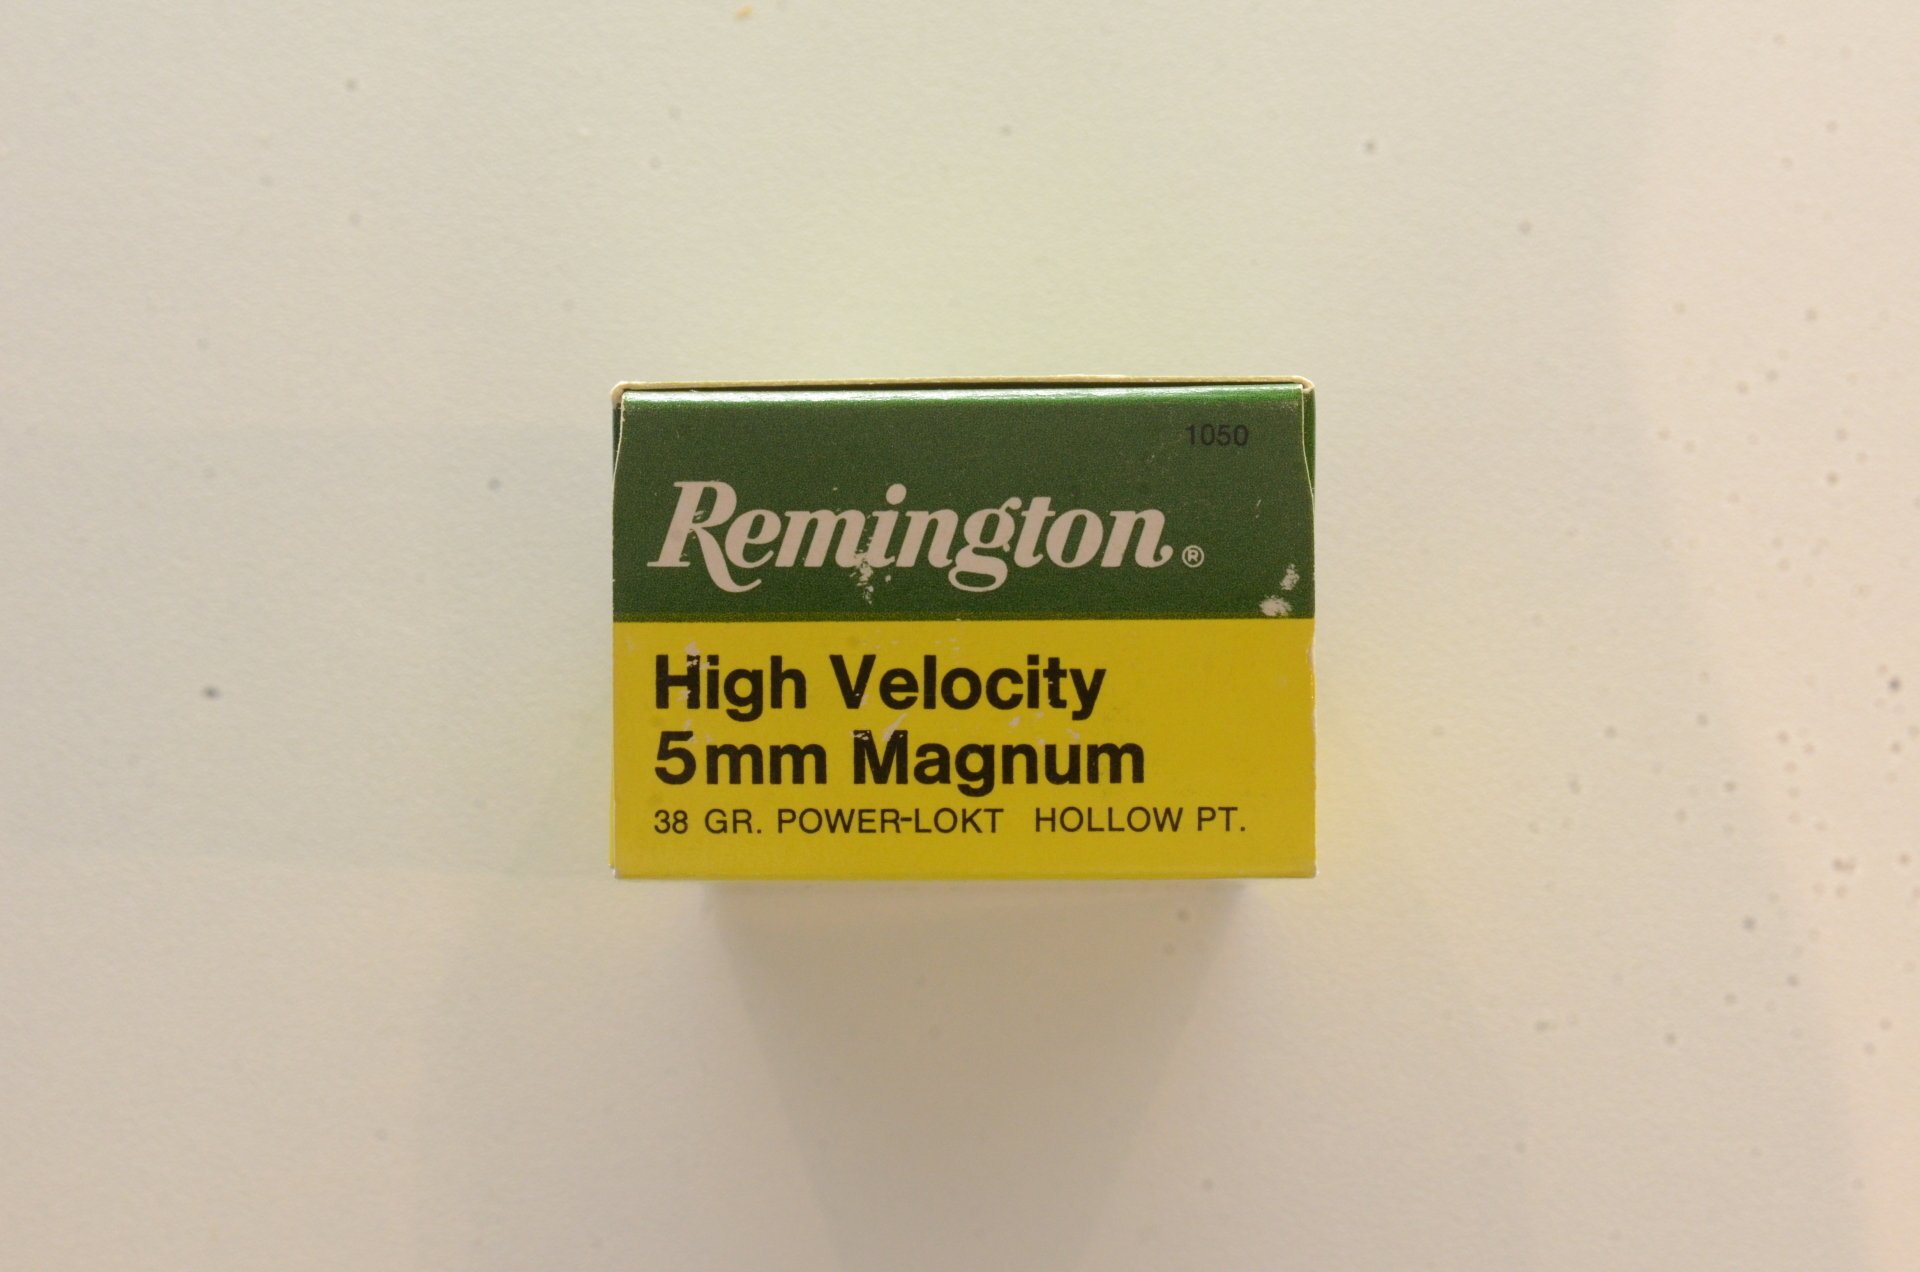 1050
Remington®
High Velocity
5mm Magnum
38 GR. POWER-LOKT HOLLOW PT.